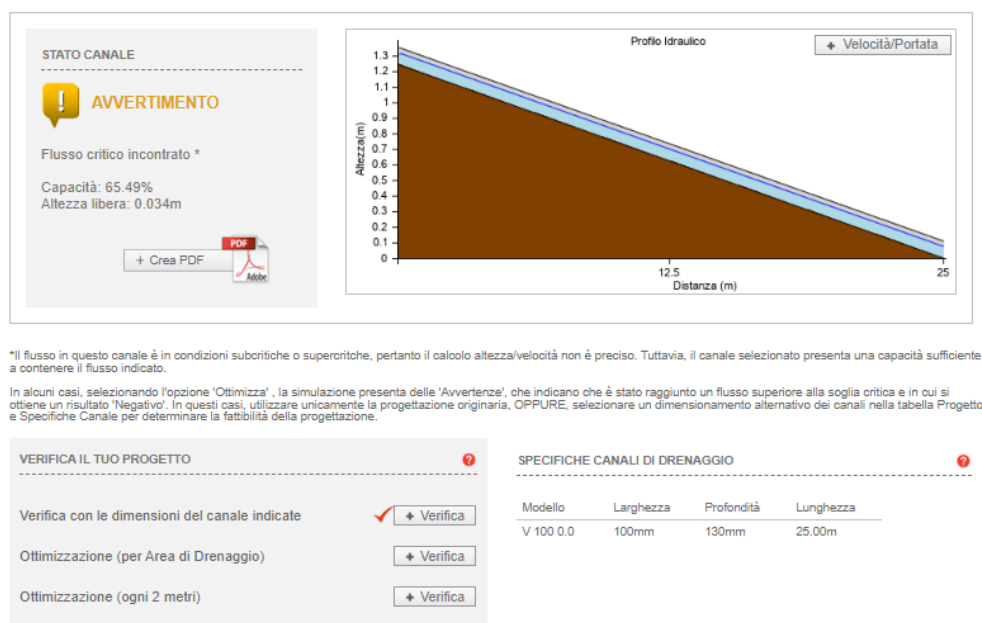 STATO CANALE
AVVERTIMENTO
Flusso critico incontrato *
Capacità: 65.49%
Altezza libera: 0.034m
+ Crea PDF
PDF
Adobe
Profilo Idraulico
+ Velocità/Portata
Altezza(m)
1.3
1.2
1.1
1
0.9
0.8
0.7
0.6
0.5
0.4
0.3
0.2
0.1
0
12.5
25
Distanza (m)
*Il flusso in questo canale è in condizioni subcritiche o supercritche, pertanto il calcolo altezza/velocità non è preciso. Tuttavia, il canale selezionato presenta una capacità sufficiente
a contenere il flusso indicato.
In alcuni casi, selezionando l'opzione 'Ottimizza' , la simulazione presenta delle 'Avvertenze', che indicano che è stato raggiunto un flusso superiore alla soglia critica e in cui si
ottiene un risultato 'Negativo'. In questi casi, utilizzare unicamente la progettazione originaria, OPPURE, selezionare un dimensionamento alternativo dei canali nella tabella Progetto
e Specifiche Canale per determinare la fattibilità della progettazione.
VERIFICA IL TUO PROGETTO ?
Verifica con le dimensioni del canale indicate + Verifica
Ottimizzazione (per Area di Drenaggio) + Verifica
Ottimizzazione (ogni 2 metri) + Verifica
SPECIFICHE CANALI DI DRENAGGIO ?
Modello Larghezza Profondità Lunghezza
V 100 0.0 100mm 130mm 25.00m